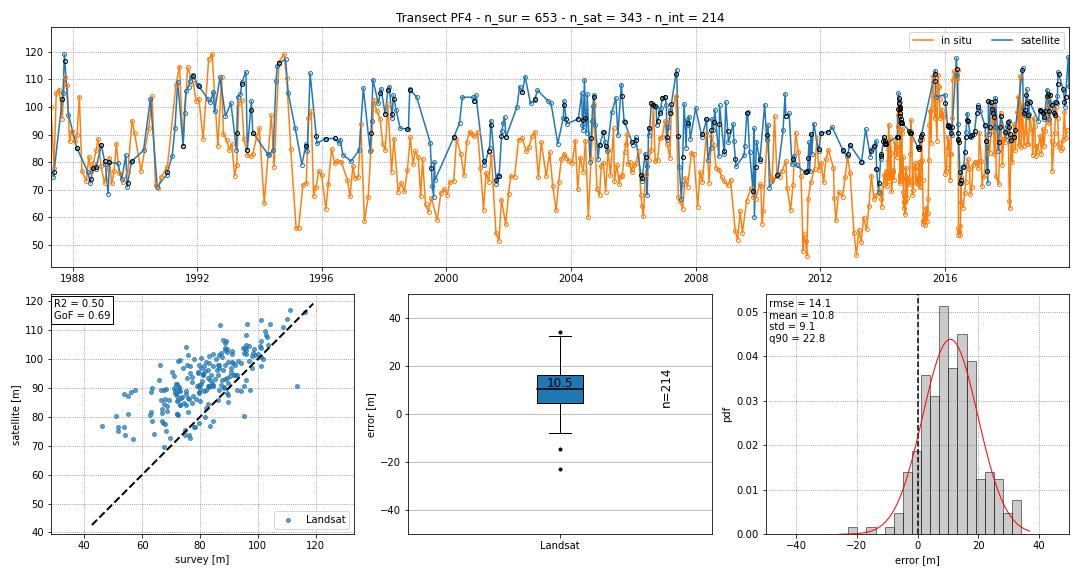 Transect PF4 - n_sur = 653 - n_sat = 343 - n_int = 214
in situ satellite
120
110
100
90
80
70
60
50
1988 1992 1996 2000 2004 2008 2012 2016
R2 = 0.50
GoF = 0.69
satellite [m]
120
110
100
90
80
70
60
50
40
Landsat
40 60 80 100 120
survey [m]
error [m]
40
20
0
−20
−40
10.5
n=214
Landsat
rmse = 14.1
mean = 10.8
std = 9.1
q90 = 22.8
pdf
0.05
0.04
0.03
0.02
0.01
0.00
−40 −20 0 20 40
error [m]